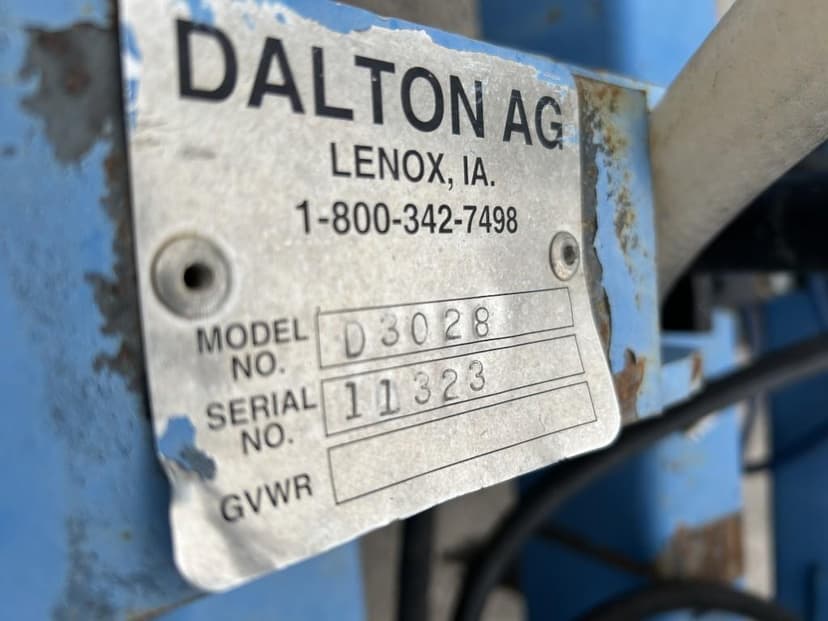 DALTON AG
LENOX, IA.
1-800-342-7498
MODEL NO. D3028
SERIAL NO. 11323
GVWR